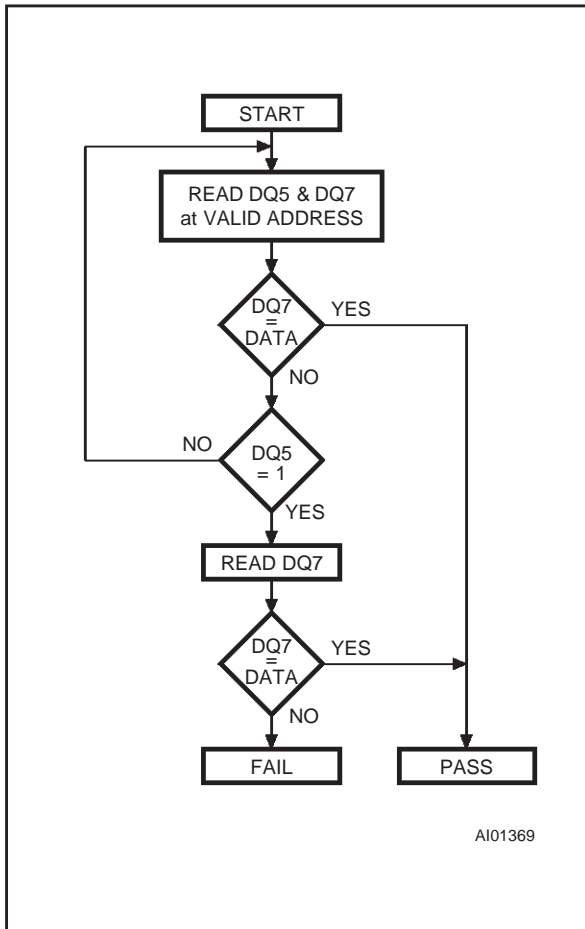 START
READ DQ5 & DQ7
at VALID ADDRESS
DQ7
=
DATA
YES
NO
DQ5
= 1
NO
YES
READ DQ7
DQ7
=
DATA
YES
NO
FAIL
PASS
AI01369